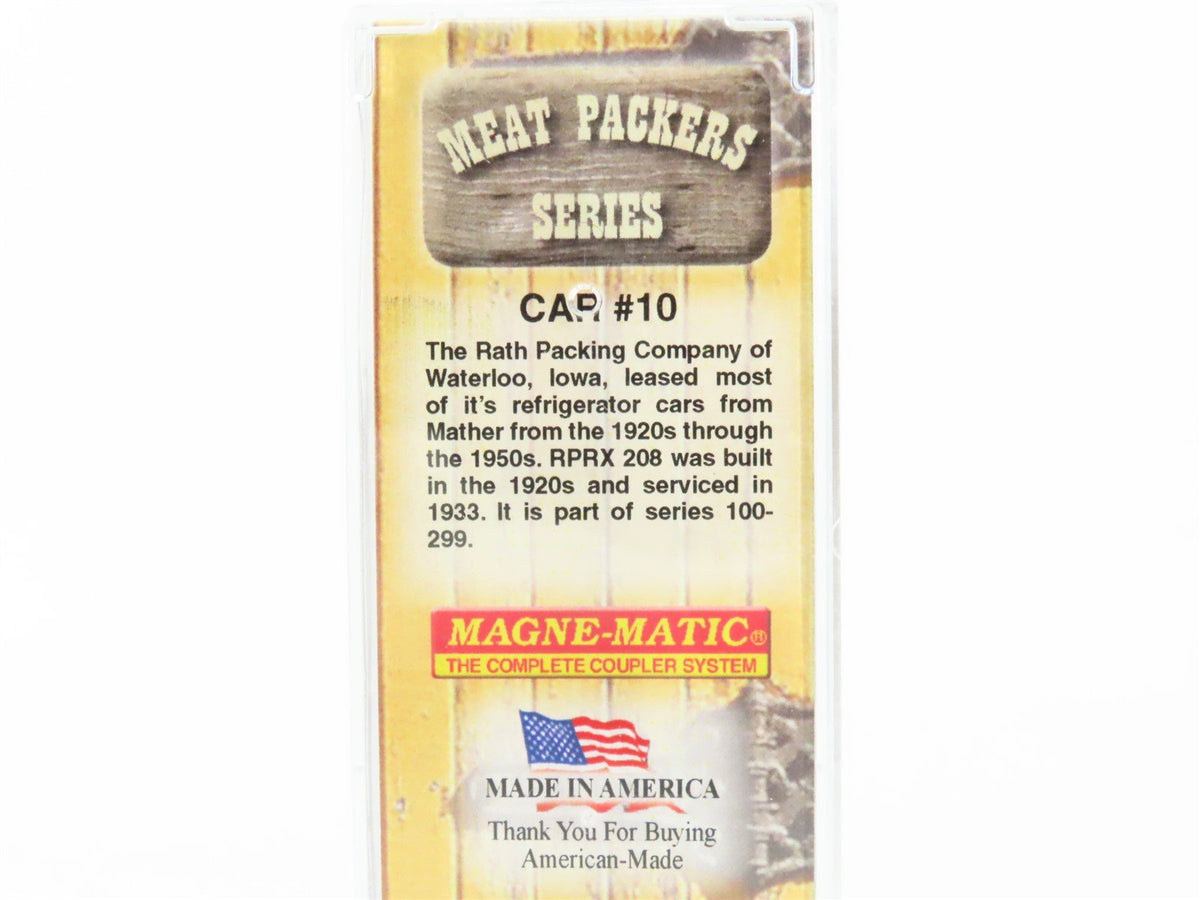 MEAT PACKERS
SERIES
CAR #10
The Rath Packing Company of
Waterloo, Iowa, leased most
of it's refrigerator cars from
Mather from the 1920s through
the 1950s. RPRX 208 was built
in the 1920s and serviced in
1933. It is part of series 100-
299.
MAGNE-MATIC®
THE COMPLETE COUPLER SYSTEM
MADE IN AMERICA
Thank You For Buying
American-Made